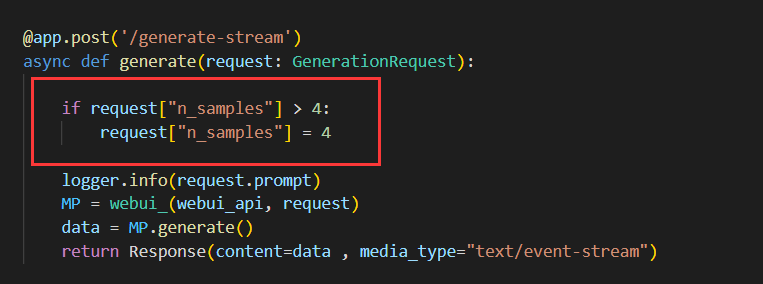 @app.post('/generate-stream')
async def generate(request: GenerationRequest):
if request["n_samples"] > 4:
request["n_samples"] = 4
logger.info(request.prompt)
MP = webui_(webui_api, request)
data = MP.generate()
return Response(content=data , media_type="text/event-stream")